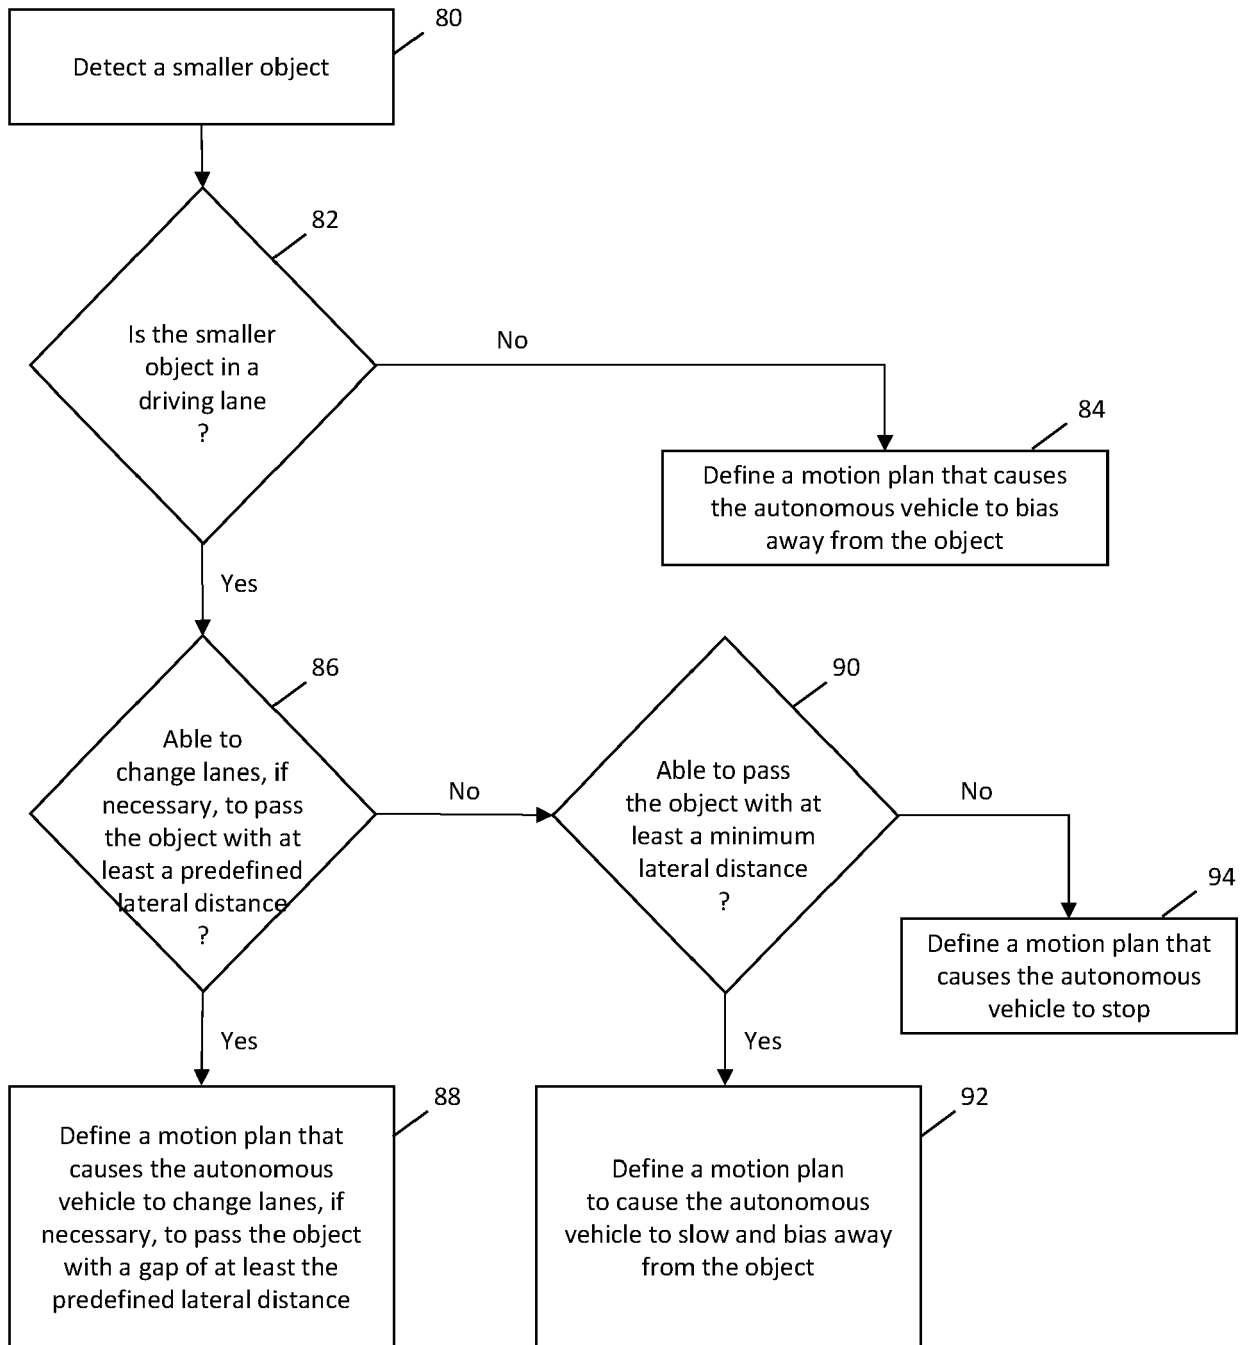 80
Detect a smaller object
82
Is the smaller
object in a
driving lane
?
No
84
Define a motion plan that causes
the autonomous vehicle to bias
away from the object
Yes
86
Able to
change lanes, if
necessary, to pass
the object with at
least a predefined
lateral distance
?
No
90
Able to pass
the object with at
least a minimum
lateral distance
?
No
94
Define a motion plan that
causes the autonomous
vehicle to stop
Yes
88
Define a motion plan that
causes the autonomous
vehicle to change lanes, if
necessary, to pass the object
with a gap of at least the
predefined lateral distance
Yes
92
Define a motion plan
to cause the autonomous
vehicle to slow and bias away
from the object